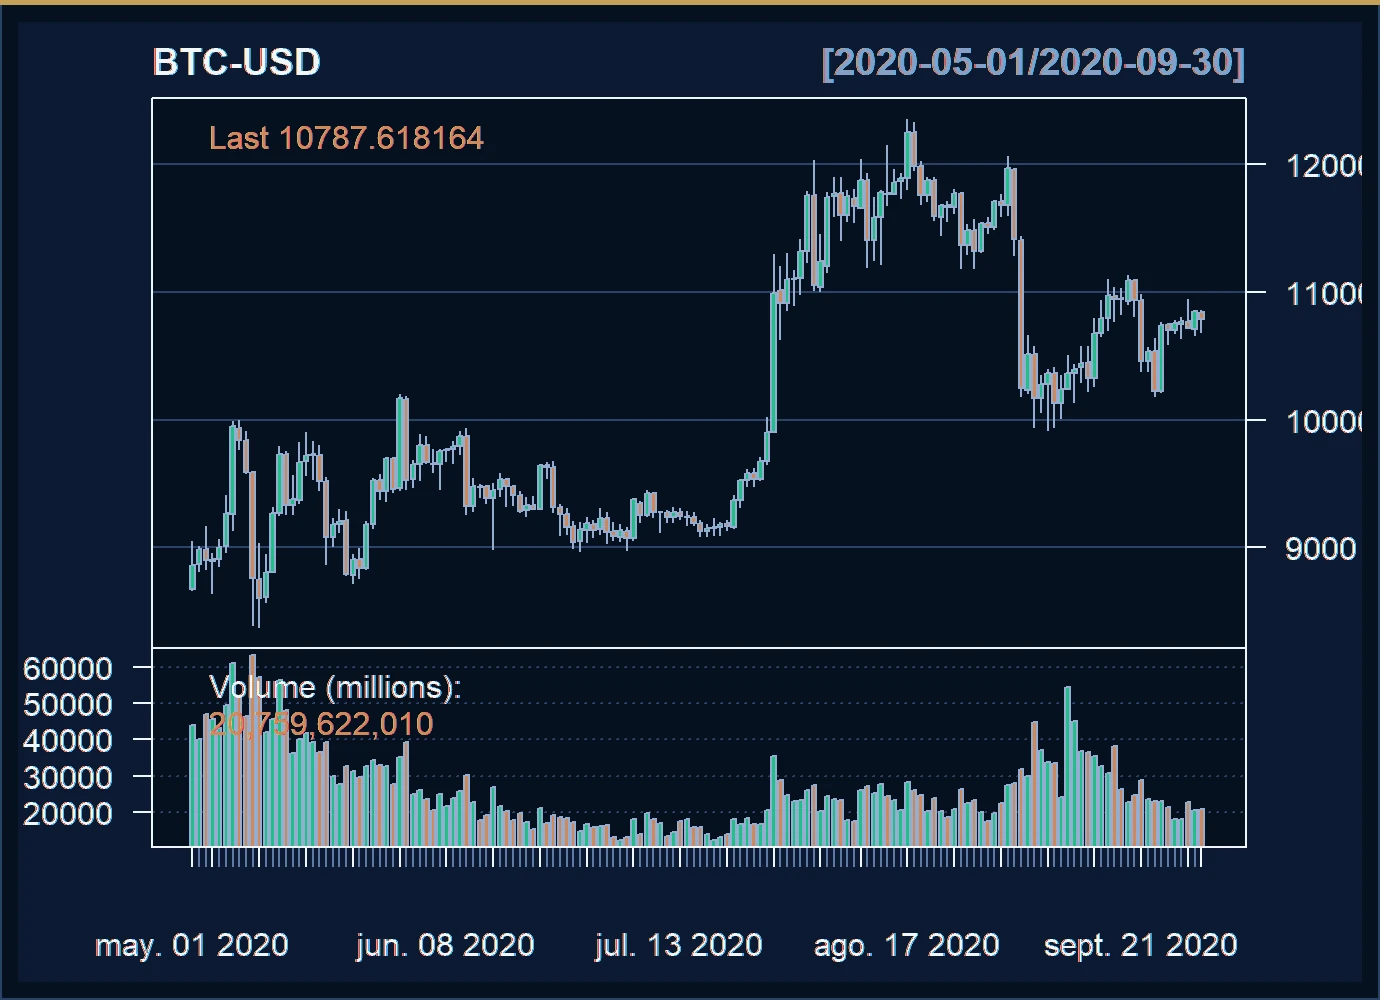 BTC-USD [2020-05-01/2020-09-30]
Last 10787.618164
12000
11000
10000
9000
60000
50000
40000
30000
20000
Volume (millions):
20,759,622,010
may. 01 2020 jun. 08 2020 jul. 13 2020 ago. 17 2020 sept. 21 2020